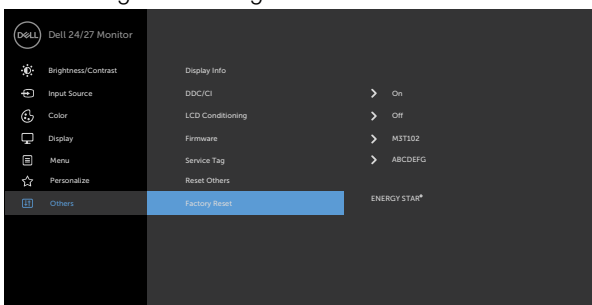 DELL Dell 24/27 Monitor
Brightness/Contrast Display Info
Input Source DDC/CI > On
Color LCD Conditioning > Off
Display Firmware > M3T102
Menu Service Tag > ABCDEFG
Personalize Reset Others
Others Factory Reset ENERGY STAR®